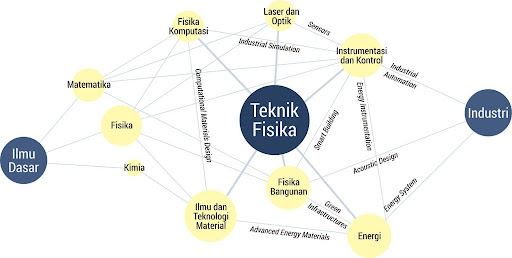 Laser dan
Optik
Fisika
Komputasi
Sensors
Industrial Simulation
Instrumentasi
dan Kontrol
Industrial
Automation
Matematika
Computational Materials Design
Energy Instrumentation
Teknik
Fisika
Industri
Fisika
Smart Building
Ilmu
Dasar
Kimia
Acoustic Design
Fisika
Bangunan
Energy System
Ilmu dan
Teknologi
Material
Green
Infrastructures
Advanced Energy Materials
Energi